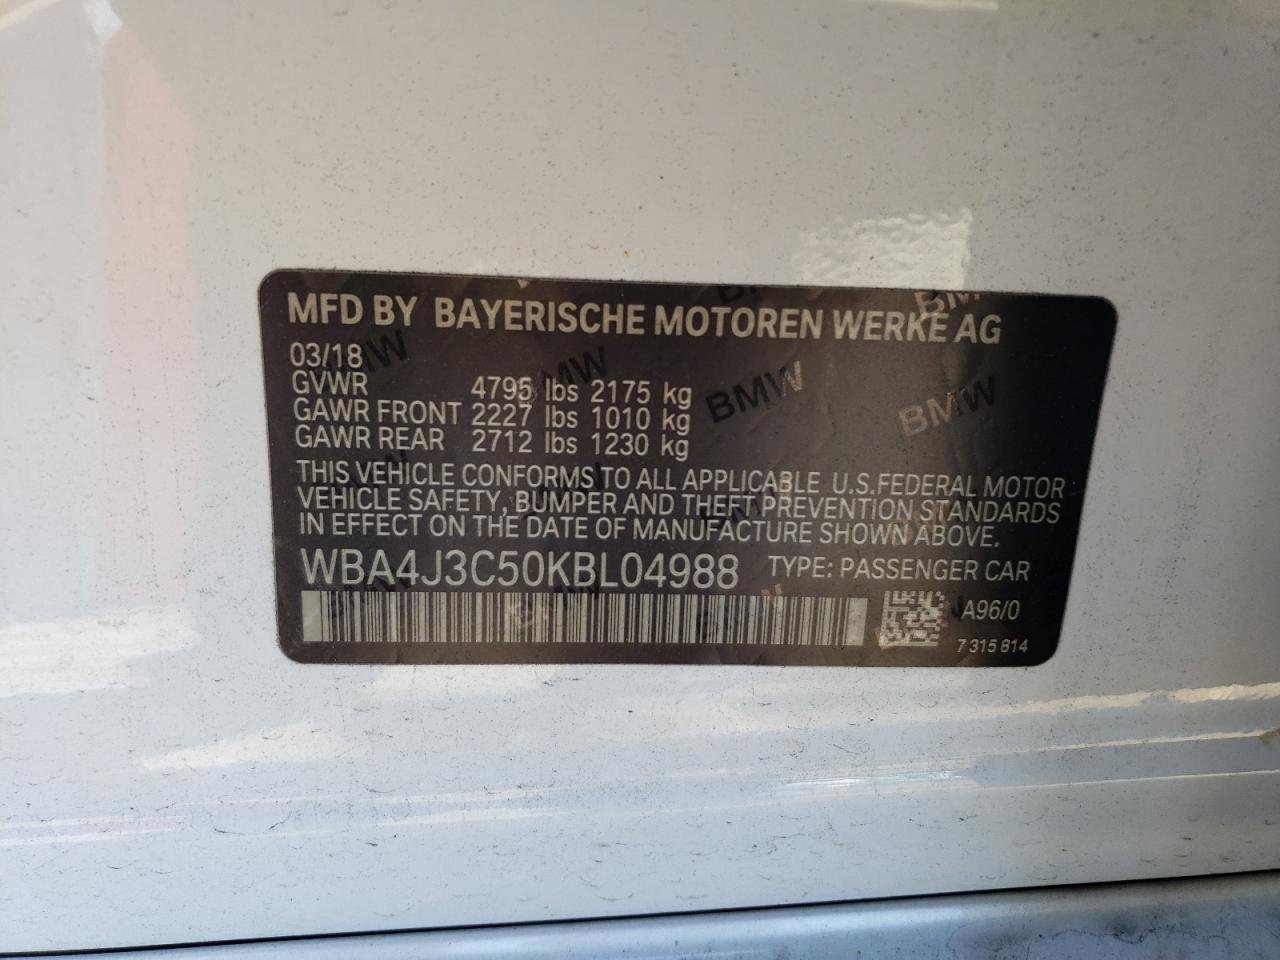 MFD BY BAYERISCHE MOTOREN WERKE AG
03/18
GVWR 4795 lbs 2175 kg
GAWR FRONT 2227 lbs 1010 kg
GAWR REAR 2712 lbs 1230 kg
THIS VEHICLE CONFORMS TO ALL APPLICABLE U.S.FEDERAL MOTOR
VEHICLE SAFETY, BUMPER AND THEFT PREVENTION STANDARDS
IN EFFECT ON THE DATE OF MANUFACTURE SHOWN ABOVE.
WBA4J3C50KBL04988 TYPE: PASSENGER CAR
A96/0
7 315 814
BMW
BMW
BMW
BMW